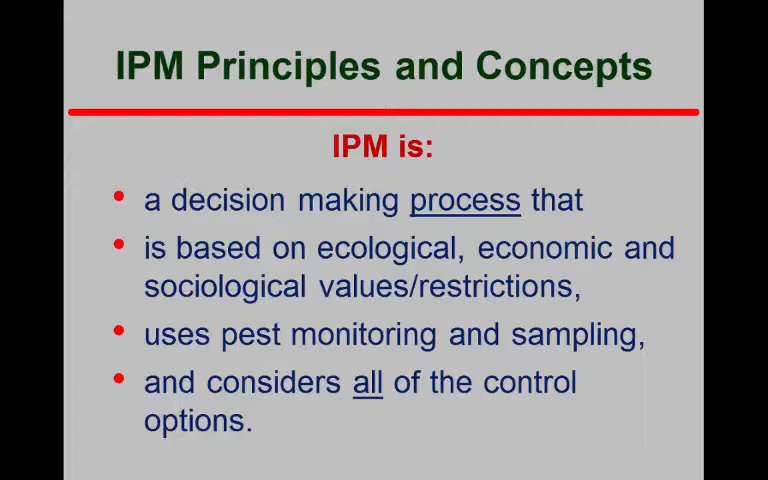 IPM Principles and Concepts
IPM is:
• a decision making process that
• is based on ecological, economic and
sociological values/restrictions,
• uses pest monitoring and sampling,
• and considers all of the control
options.